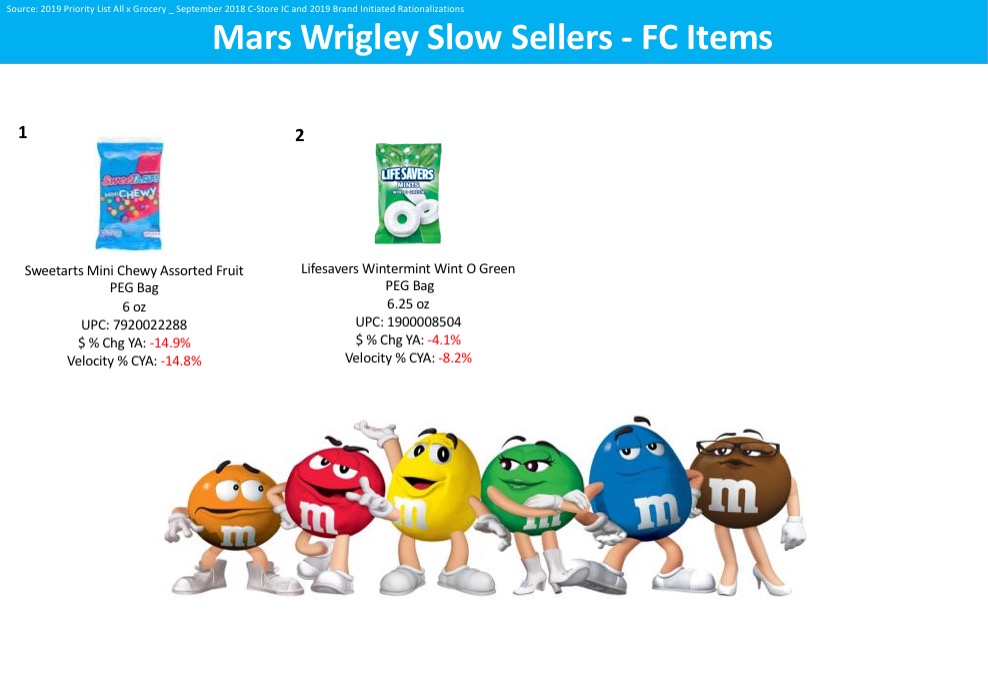 Source: 2019 Priority List All x Grocery _ September 2018 C-Store IC and 2019 Brand Initiated Rationalizations
Mars Wrigley Slow Sellers - FC Items
1
SweeTARTS
MINI CHEWY
Sweetarts Mini Chewy Assorted Fruit
PEG Bag
6 oz
UPC: 7920022288
$ % Chg YA: -14.9%
Velocity % CYA: -14.8%
2
LIFE SAVERS
MINTS
WINT O GREEN
Lifesavers Wintermint Wint O Green
PEG Bag
6.25 oz
UPC: 1900008504
$ % Chg YA: -4.1%
Velocity % CYA: -8.2%
m
m
m
m
m
m